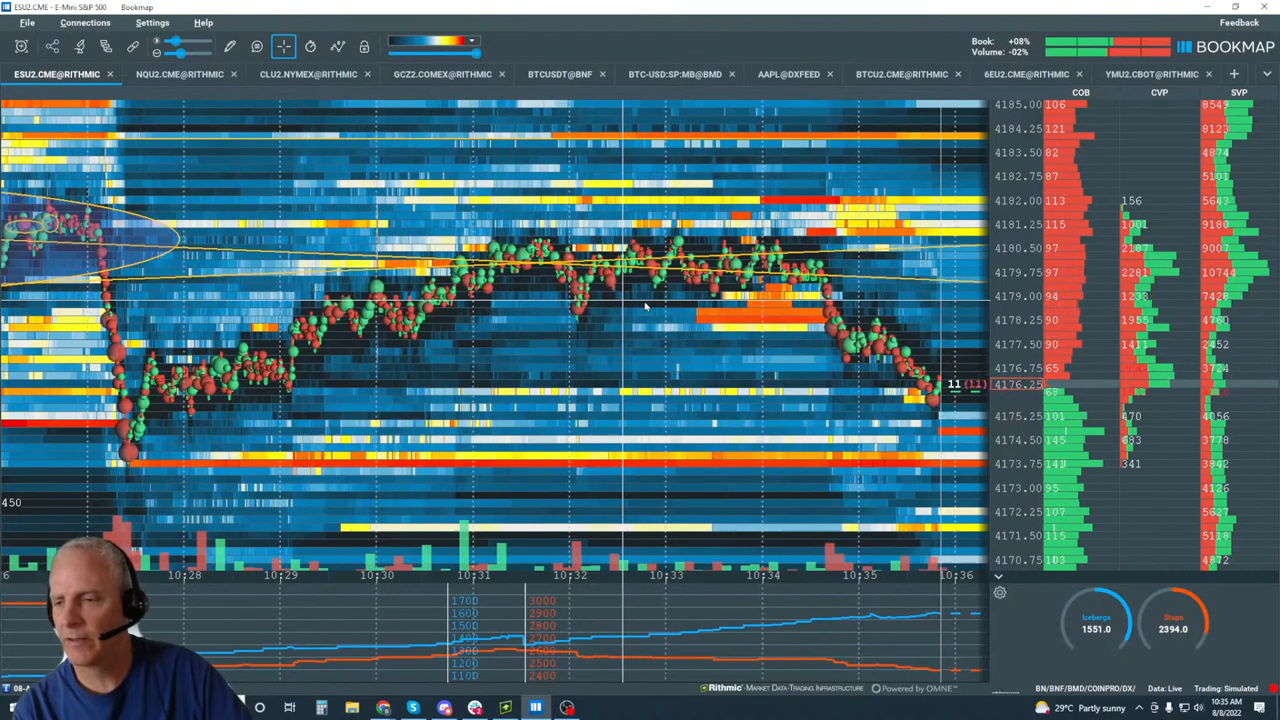 ESU2.CME - E-Mini S&P 500 Bookmap
File Connections Settings Help
Feedback
Book: +08%
Volume: -02%
BOOKMAP
ESU2.CME@RITHMIC NQU2.CME@RITHMIC CLU2.NYMEX@RITHMIC GCZ2.COMEX@RITHMIC BTCUSDT@BNF BTC-USD:SP:MB@BMD AAPL@DXFEED BTCU2.CME@RITHMIC 6EU2.CME@RITHMIC YMU2.CBOT@RITHMIC
COB CVP SVP
4185.00 106 8549
4184.25 121 8123
4183.50 82 4874
4182.75 87 5101
4182.00 113 156 5643
4181.25 115 1001 9180
4180.50 97 2187 9007
4179.75 97 2281 10744
4179.00 94 1233 7428
4178.25 90 1955 4760
4177.50 90 1411 2452
4176.75 65 3724
11 (11) 4176.25
69
4175.25 101 470 4056
4174.50 145 683 3778
4173.75 141 341 3842
4173.00 95 4126
450
4172.25 107 5627
4171.50 115 5118
4170.75 103 4872
6 10:28 10:29 10:30 10:31 10:32 10:33 10:34 10:35 10:36
1700 3000
1600 2900
1500 2800
1400 2700
1300 2600
1200 2500
1100 2400
Icebergs
1551.0
Stops
2394.0
08-A
Rithmic - Market Data-Trading Infrastructure Powered by OMNE™
BN/BNF/BMD/COINPRO/DX/ Data: Live Trading: Simulated
29°C Partly sunny
10:35 AM
8/8/2022